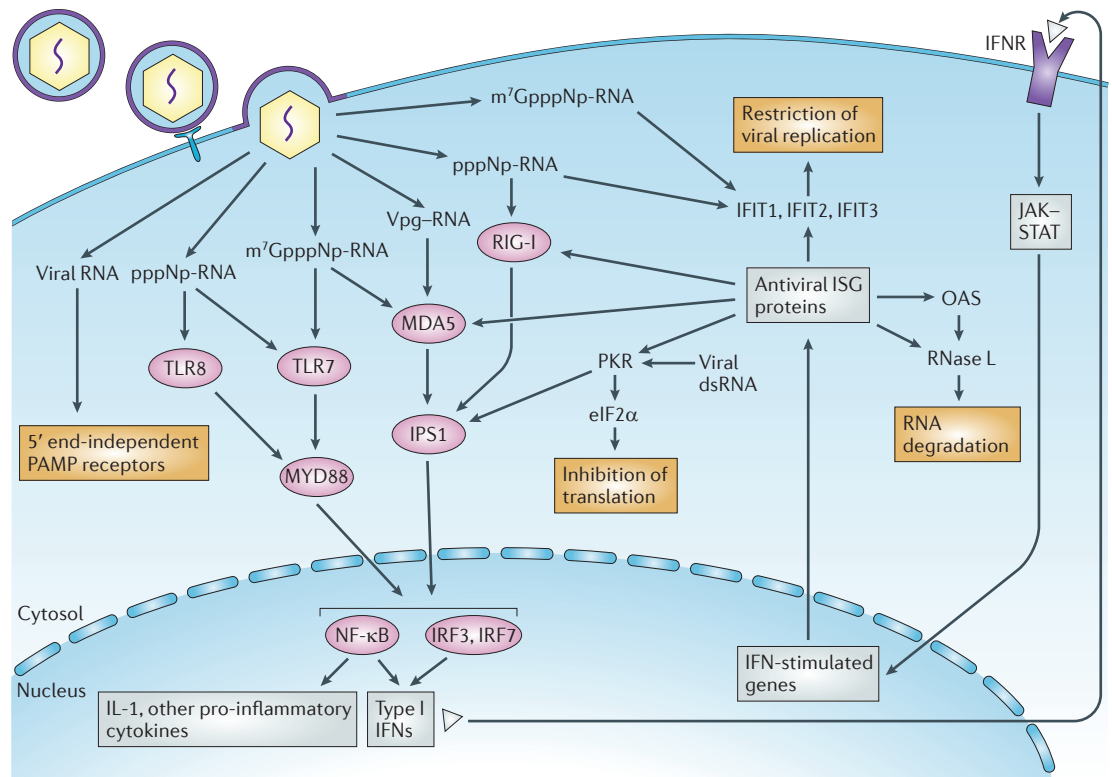 IFNR
m⁷GpppNp-RNA
Restriction of
viral replication
pppNp-RNA
IFIT1, IFIT2, IFIT3
JAK–
STAT
Vpg–RNA
RIG-I
m⁷GpppNp-RNA
Viral RNA
pppNp-RNA
Antiviral ISG
proteins
OAS
MDA5
TLR8
TLR7
PKR
Viral
dsRNA
RNase L
eIF2α
IPS1
5′ end-independent
PAMP receptors
RNA
degradation
MYD88
Inhibition of
translation
Cytosol
NF-κB
IRF3, IRF7
IFN-stimulated
genes
Nucleus
IL-1, other pro-inflammatory
cytokines
Type I
IFNs